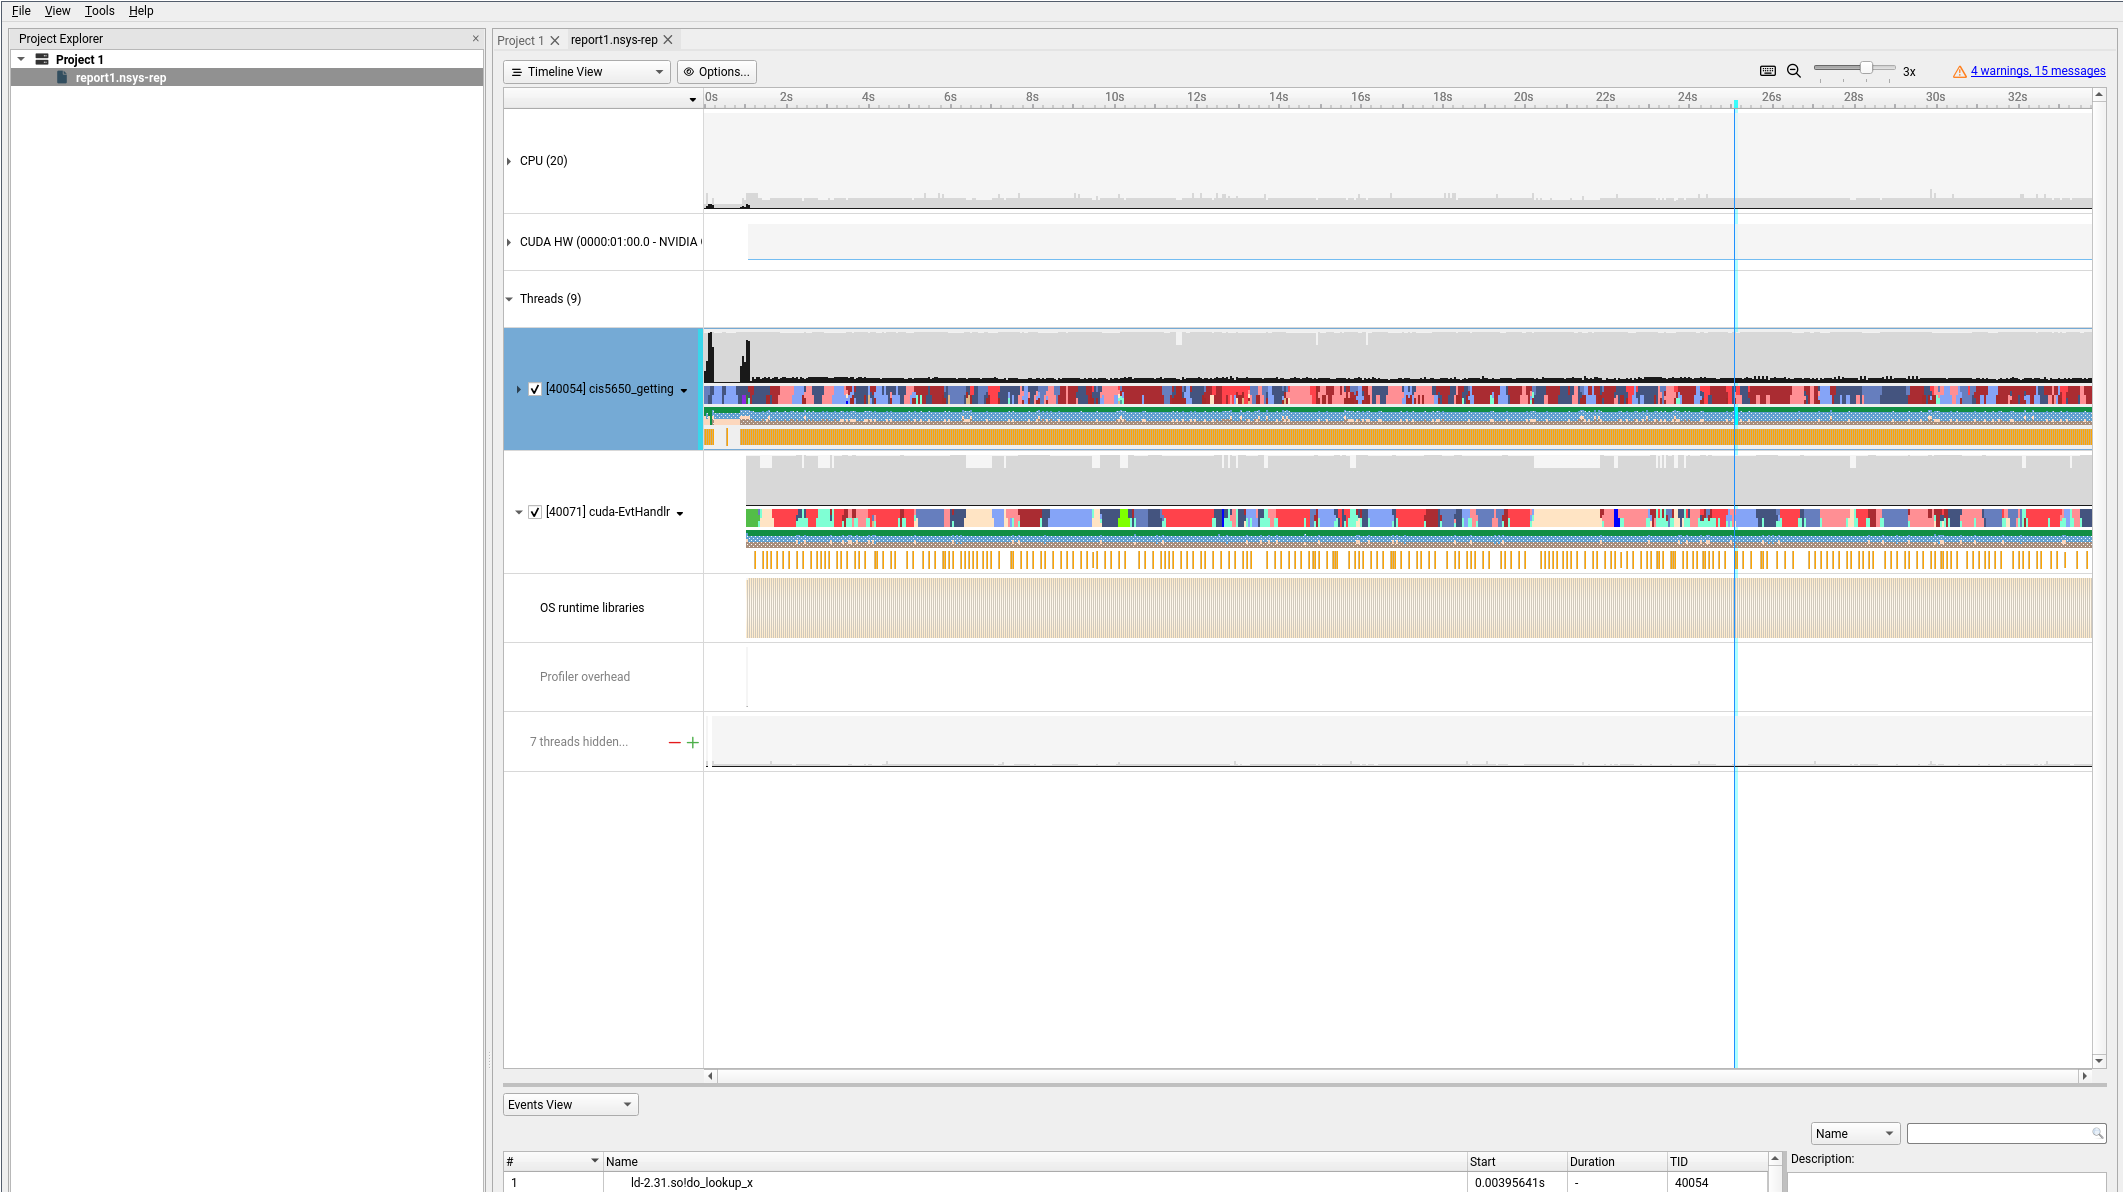 File View Tools Help
Project Explorer
Project 1
report1.nsys-rep
Project 1 report1.nsys-rep
Timeline View Options... 3x 4 warnings, 15 messages
0s 2s 4s 6s 8s 10s 12s 14s 16s 18s 20s 22s 24s 26s 28s 30s 32s
CPU (20)
CUDA HW (0000:01:00.0 - NVIDIA
Threads (9)
[40054] cis5650_getting
[40071] cuda-EvtHandlr
OS runtime libraries
Profiler overhead
7 threads hidden...
Events View
Name
# Name Start Duration TID Description:
1 ld-2.31.so!do_lookup_x 0.00395641s - 40054